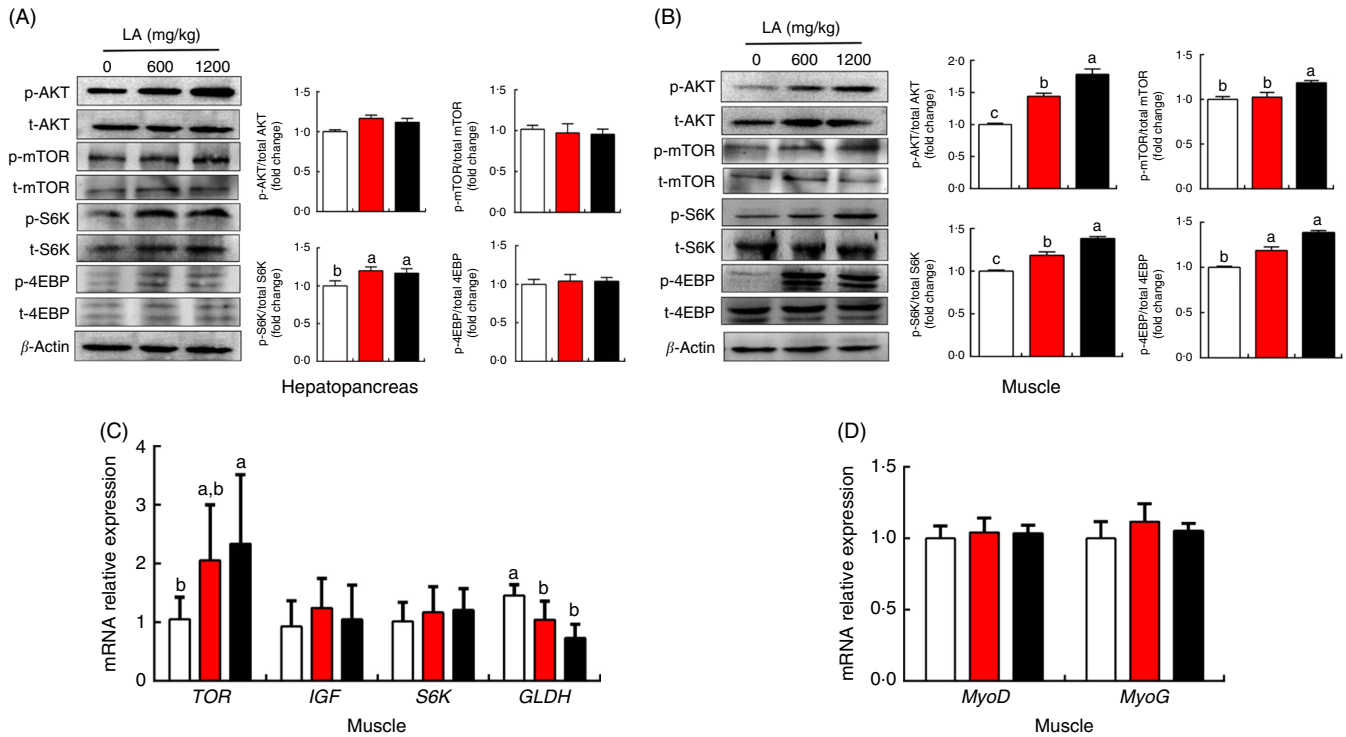 (A)
LA (mg/kg)
0 600 1200
p-AKT
t-AKT
p-mTOR
t-mTOR
p-S6K
t-S6K
p-4EBP
t-4EBP
β-Actin
p-AKT/total AKT
(fold change)
1·5
1·0
0·5
0·0
p-mTOR/total mTOR
(fold change)
1·5
1·0
0·5
0·0
p-S6K/total S6K
(fold change)
1·5
1·0
0·5
0·0
b a a
p-4EBP/total 4EBP
(fold change)
1·5
1·0
0·5
0·0
Hepatopancreas
(B)
LA (mg/kg)
0 600 1200
p-AKT
t-AKT
p-mTOR
t-mTOR
p-S6K
t-S6K
p-4EBP
t-4EBP
β-Actin
p-AKT/total AKT
(fold change)
2·0
1·5
1·0
0·5
0·0
c b a
p-mTOR/total mTOR
(fold change)
1·5
1·0
0·5
0·0
b b a
p-S6K/total S6K
(fold change)
1·5
1·0
0·5
0·0
c b a
p-4EBP/total 4EBP
(fold change)
1·5
1·0
0·5
0·0
b a a
Muscle
(C)
mRNA relative expression
4
3
2
1
0
b a,b a
a b b
TOR IGF S6K GLDH
Muscle
(D)
mRNA relative expression
1·5
1·0
0·5
0·0
MyoD MyoG
Muscle